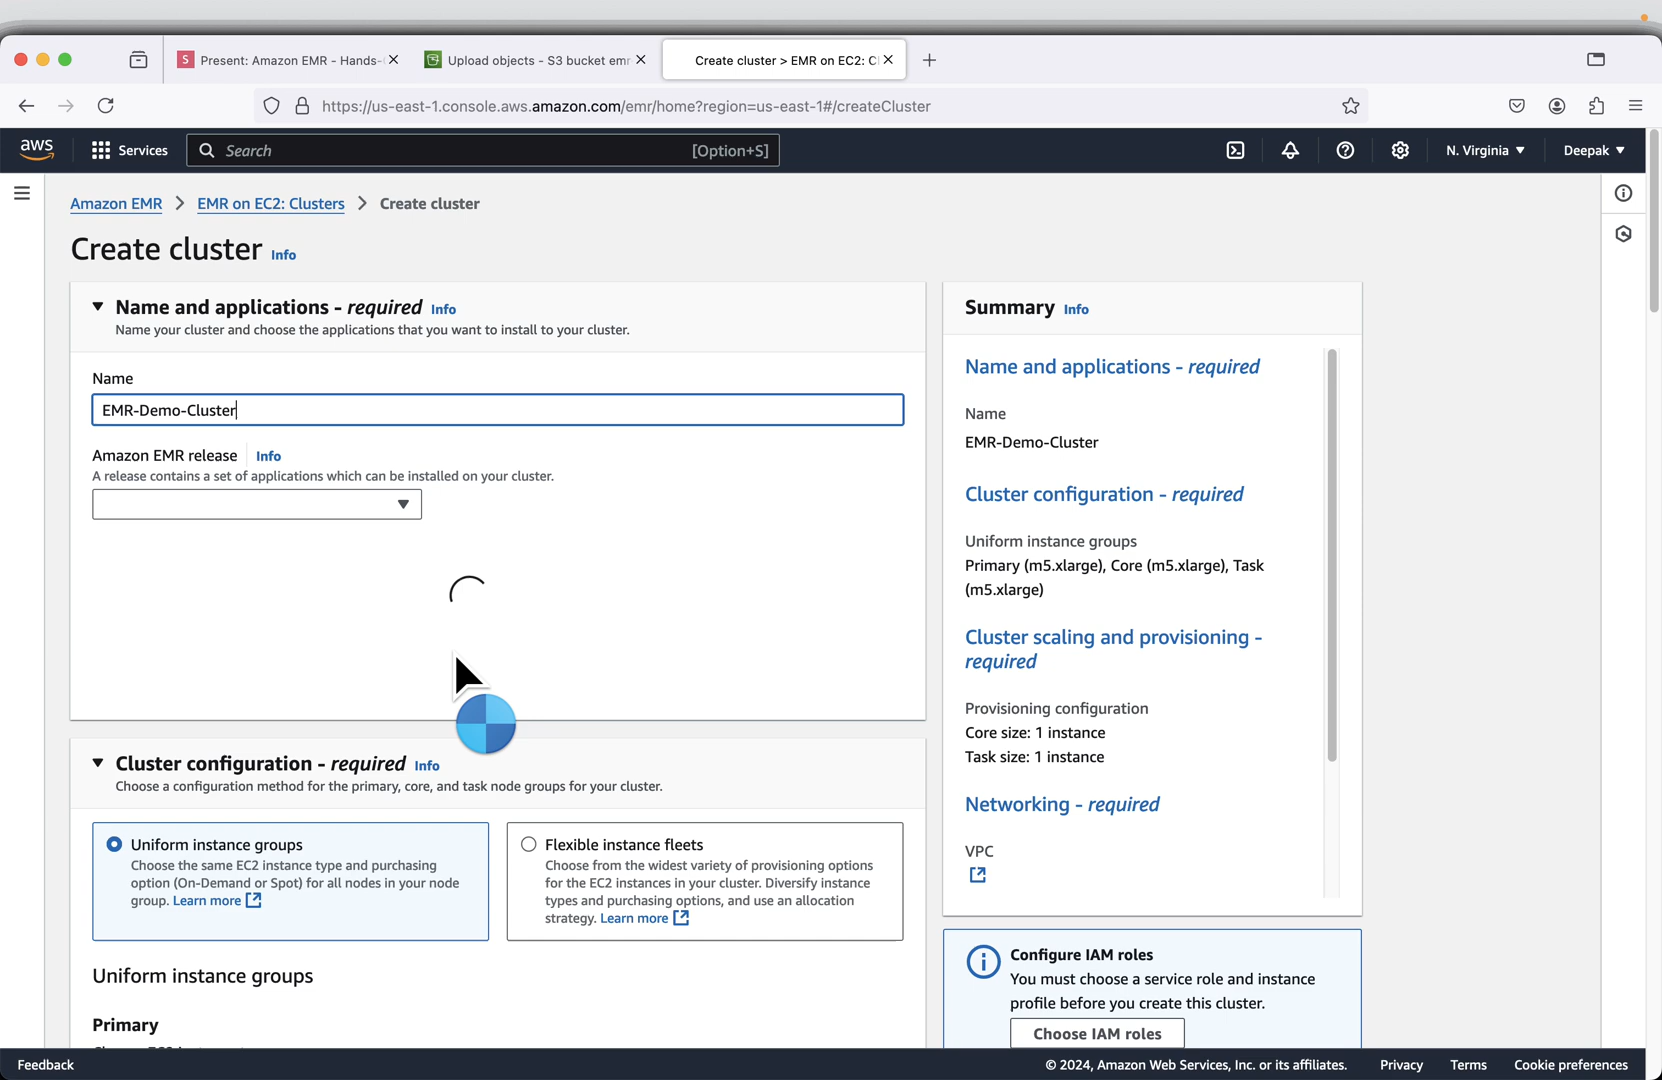 Present: Amazon EMR - Hands-
Upload objects - S3 bucket emr
Create cluster > EMR on EC2: C
https://us-east-1.console.aws.amazon.com/emr/home?region=us-east-1#/createCluster
aws
Services
Search
[Option+S]
N. Virginia
Deepak
Amazon EMR
EMR on EC2: Clusters
Create cluster
Create cluster Info
Name and applications - required Info
Name your cluster and choose the applications that you want to install to your cluster.
Name
EMR-Demo-Cluster
Amazon EMR release
Info
A release contains a set of applications which can be installed on your cluster.
Cluster configuration - required Info
Choose a configuration method for the primary, core, and task node groups for your cluster.
Uniform instance groups
Choose the same EC2 instance type and purchasing
option (On-Demand or Spot) for all nodes in your node
group. Learn more
Flexible instance fleets
Choose from the widest variety of provisioning options
for the EC2 instances in your cluster. Diversify instance
types and purchasing options, and use an allocation
strategy. Learn more
Uniform instance groups
Primary
Summary Info
Name and applications - required
Name
EMR-Demo-Cluster
Cluster configuration - required
Uniform instance groups
Primary (m5.xlarge), Core (m5.xlarge), Task
(m5.xlarge)
Cluster scaling and provisioning -
required
Provisioning configuration
Core size: 1 instance
Task size: 1 instance
Networking - required
VPC
Configure IAM roles
You must choose a service role and instance
profile before you create this cluster.
Choose IAM roles
Feedback
© 2024, Amazon Web Services, Inc. or its affiliates.
Privacy
Terms
Cookie preferences